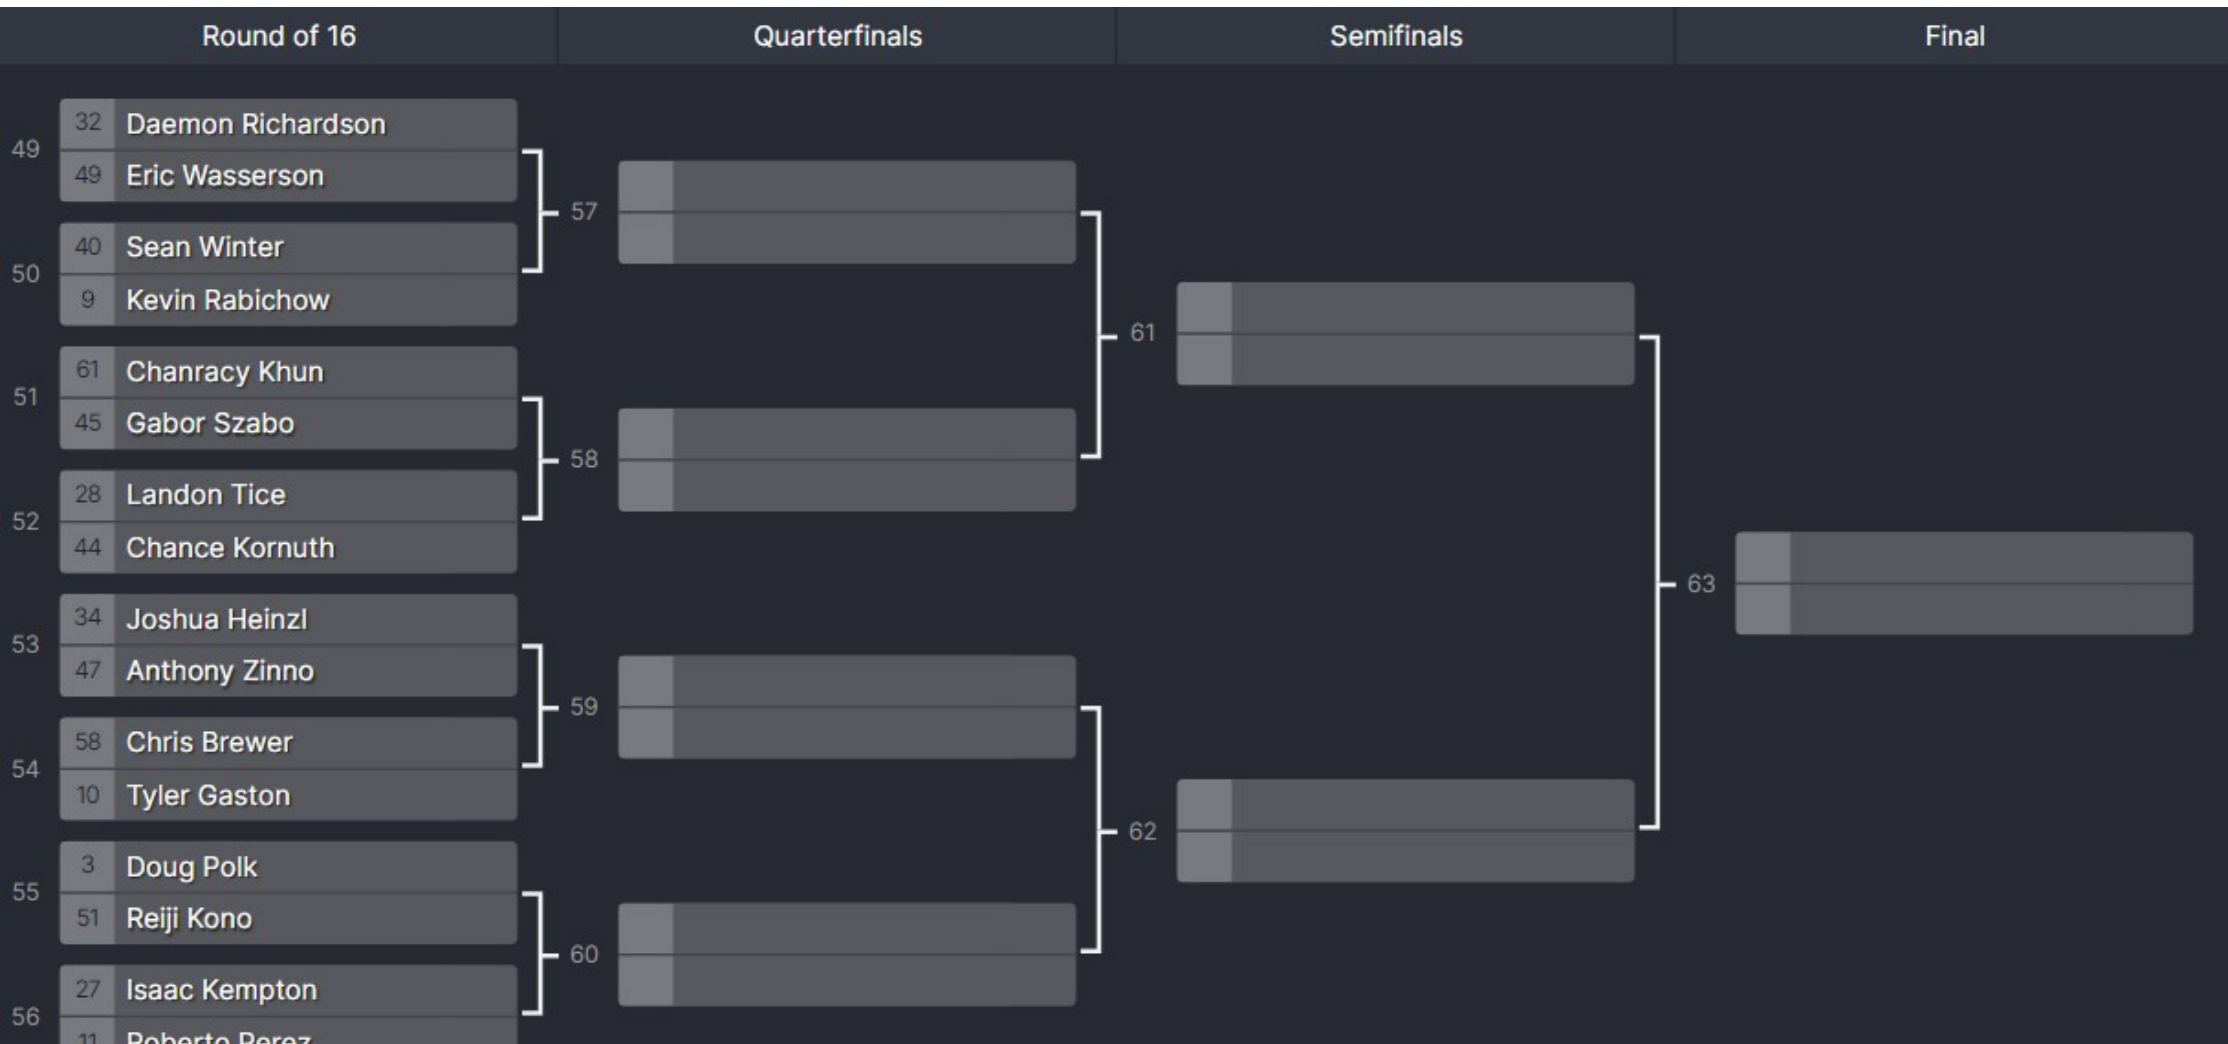 Round of 16 Quarterfinals Semifinals Final
49
32 Daemon Richardson
49 Eric Wasserson
50
40 Sean Winter
9 Kevin Rabichow
51
61 Chanracy Khun
45 Gabor Szabo
52
28 Landon Tice
44 Chance Kornuth
53
34 Joshua Heinzl
47 Anthony Zinno
54
58 Chris Brewer
10 Tyler Gaston
55
3 Doug Polk
51 Reiji Kono
56
27 Isaac Kempton
11 Roberto Perez
57
58
59
60
61
62
63